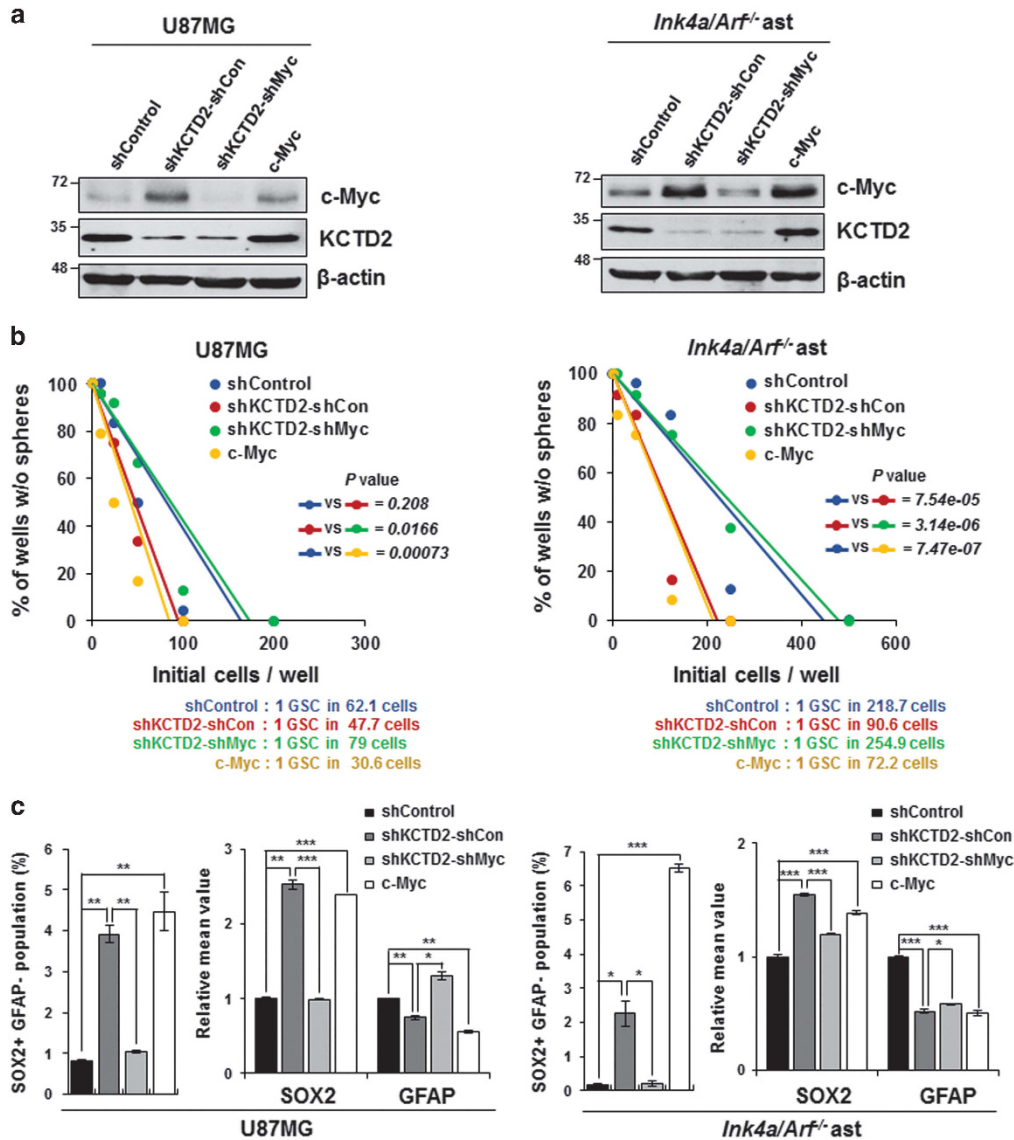 a
U87MG
shControl
shKCTD2-shCon
shKCTD2-shMyc
c-Myc
72
c-Myc
35
KCTD2
48
β-actin
Ink4a/Arf-/- ast
shControl
shKCTD2-shCon
shKCTD2-shMyc
c-Myc
72
c-Myc
35
KCTD2
48
β-actin
b
U87MG
% of wells w/o spheres
100
80
60
40
20
0
0 100 200 300
Initial cells / well
shControl
shKCTD2-shCon
shKCTD2-shMyc
c-Myc
P value
vs = 0.208
vs = 0.0166
vs = 0.00073
shControl : 1 GSC in 62.1 cells
shKCTD2-shCon : 1 GSC in 47.7 cells
shKCTD2-shMyc : 1 GSC in 79 cells
c-Myc : 1 GSC in 30.6 cells
Ink4a/Arf-/- ast
% of wells w/o spheres
100
80
60
40
20
0
0 200 400 600
Initial cells / well
shControl
shKCTD2-shCon
shKCTD2-shMyc
c-Myc
P value
vs = 7.54e-05
vs = 3.14e-06
vs = 7.47e-07
shControl : 1 GSC in 218.7 cells
shKCTD2-shCon : 1 GSC in 90.6 cells
shKCTD2-shMyc : 1 GSC in 254.9 cells
c-Myc : 1 GSC in 72.2 cells
c
SOX2+ GFAP- population (%)
6
5
4
3
2
1
0
**
** **
Relative mean value
3
2
1
0
***
** ***
**
** *
SOX2 GFAP
U87MG
shControl
shKCTD2-shCon
shKCTD2-shMyc
c-Myc
SOX2+ GFAP- population (%)
7
6
5
4
3
2
1
0
***
* *
Relative mean value
2
1
0
***
*** ***
***
*** *
SOX2 GFAP
Ink4a/Arf-/- ast
shControl
shKCTD2-shCon
shKCTD2-shMyc
c-Myc